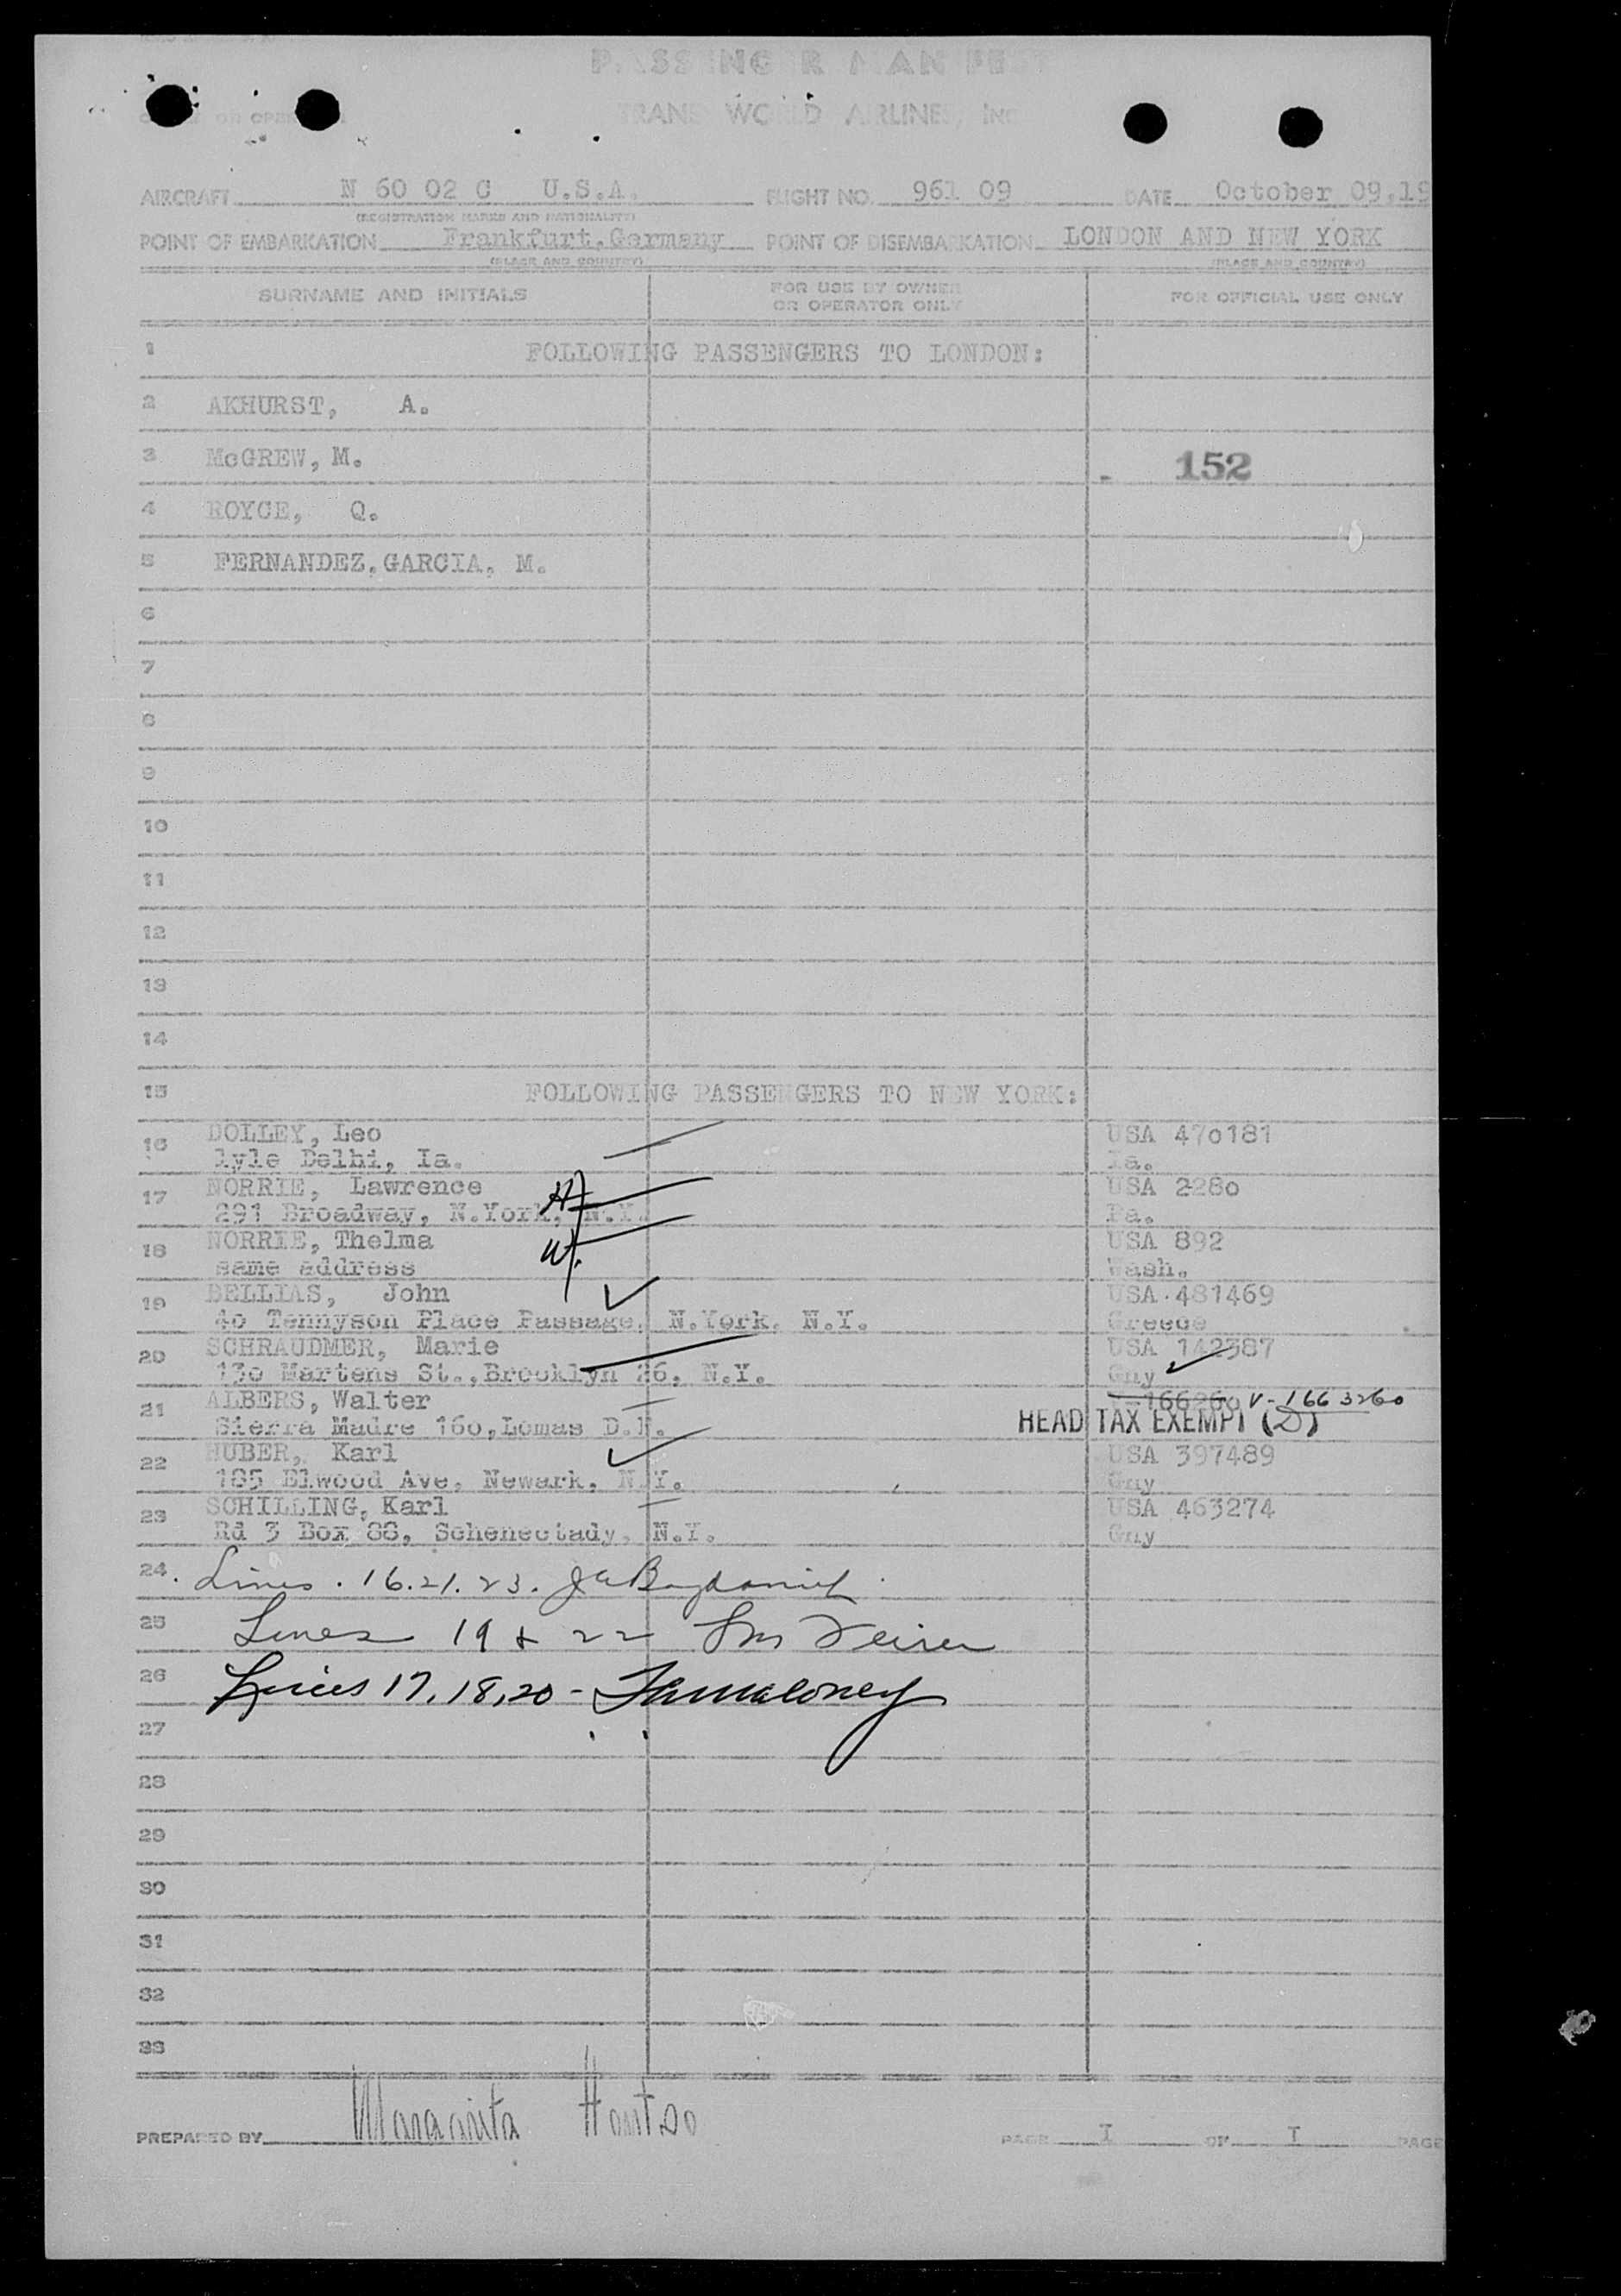 PASSENGER MANIFEST
TRANS WORLD AIRLINES, INC
OWNER OR OPERATOR
AIRCRAFT N 60 02 C U.S.A. FLIGHT NO. 961 09 DATE October 09,19
(REGISTRATION MARKS AND NATIONALITY)
POINT OF EMBARKATION Frankfurt,Germany POINT OF DISEMBARKATION LONDON AND NEW YORK
(PLACE AND COUNTRY) (PLACE AND COUNTRY)
SURNAME AND INITIALS FOR USE BY OWNER OR OPERATOR ONLY FOR OFFICIAL USE ONLY
1 FOLLOWING PASSENGERS TO LONDON:
2 AKHURST, A.
3 McGREW, M. 152
4 ROYCE, Q.
5 FERNANDEZ,GARCIA, M.
6
7
8
9
10
11
12
13
14
15 FOLLOWING PASSENGERS TO NEW YORK:
16 DOLLEY, Leo USA 470181
lyle Delhi, Ia. Ia.
17 NORRIE, Lawrence H USA 2280
291 Broadway, N.York, N.Y. Pa.
18 NORRIE, Thelma W. USA 892
same address Wash.
19 BELLIAS, John USA 481469
40 Tennyson Place Passage, N.York, N.Y. Greece
20 SCHRAUDMER, Marie USA 142387
130 Martens St.,Brooklyn 26, N.Y. Gny
21 ALBERS, Walter V-1663260
Sierra Madre 160,Lomas D.F. HEAD TAX EXEMPT (D)
22 HUBER, Karl USA 397489
185 Elwood Ave, Newark, N.Y. Gny
23 SCHILLING, Karl USA 463274
Rd 3 Box 88, Schenectady, N.Y. Gny
24. Lines. 16.21.23.
25 Lines 19 & 22
26 Lines 17, 18, 20 - Maloney
27
28
29
30
31
32
33
PREPARED BY Margarita PAGE I OF I PAGE